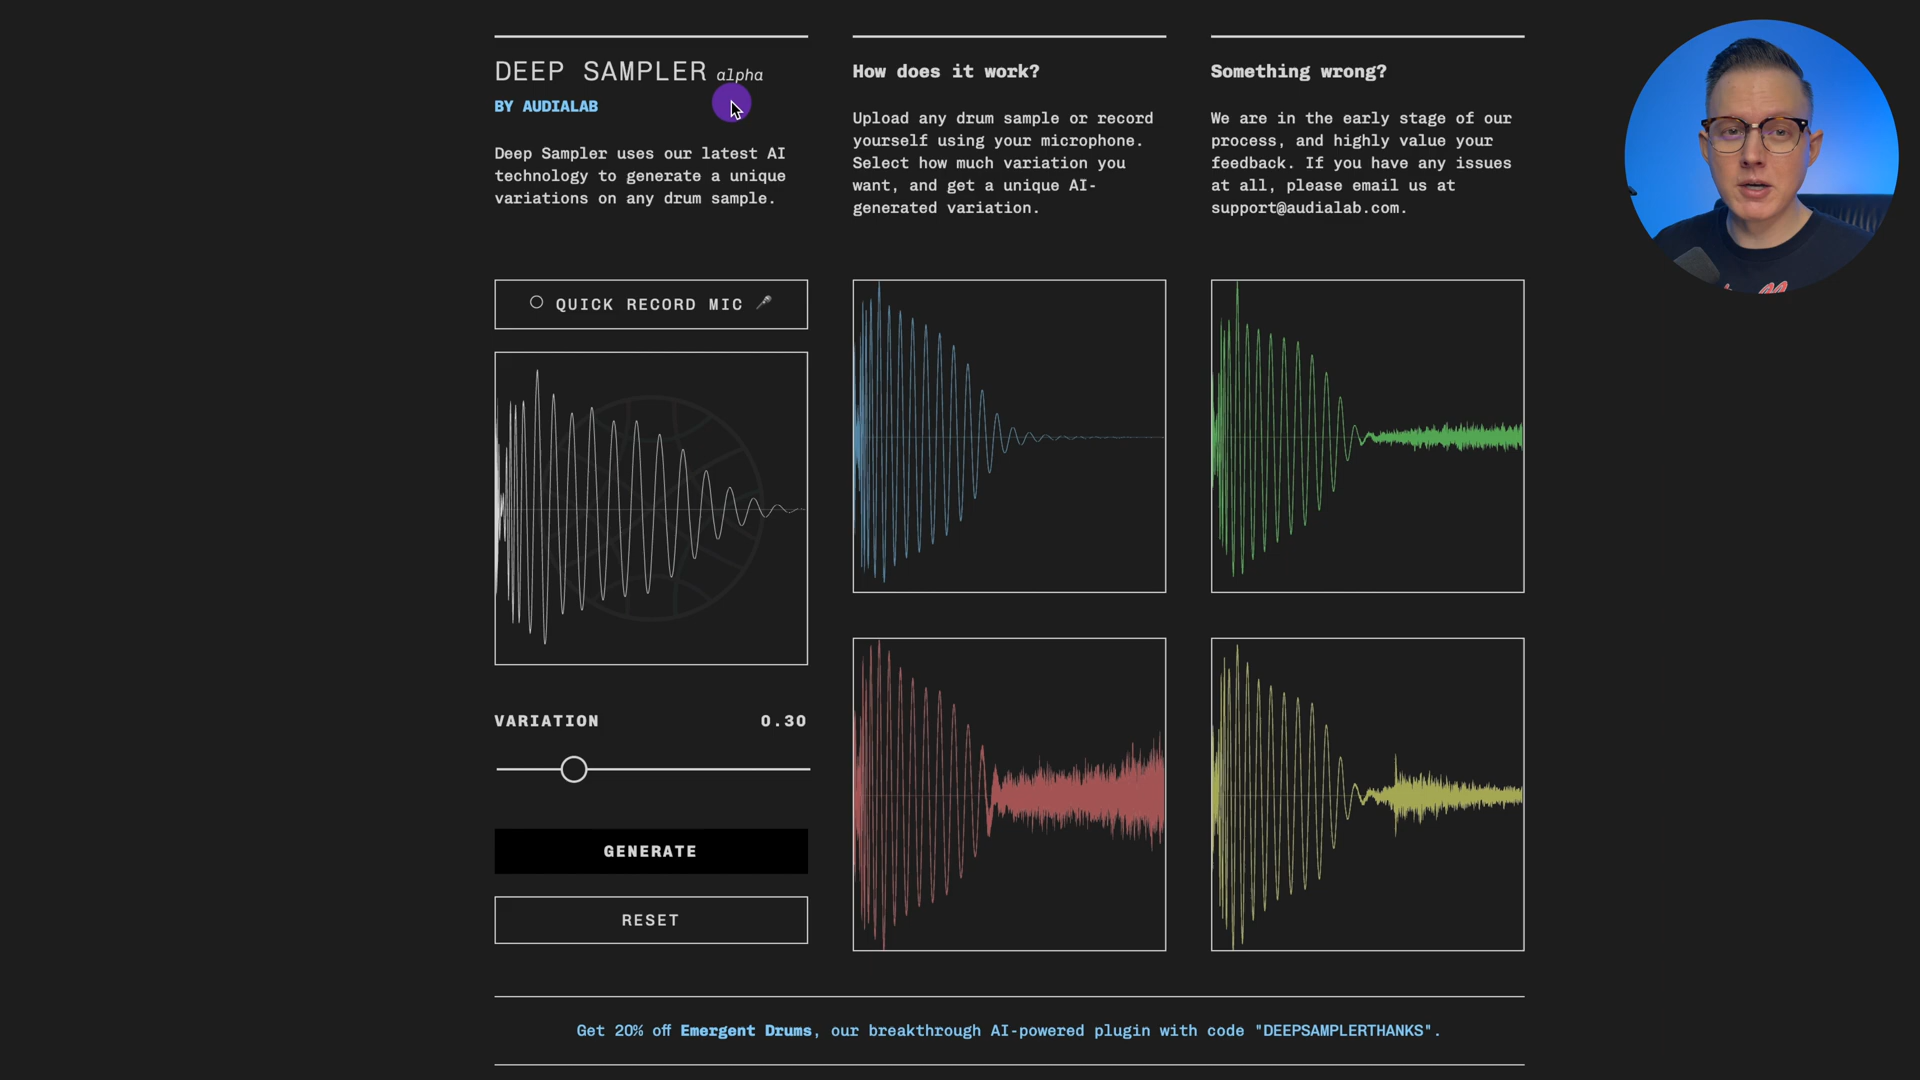 DEEP SAMPLER alpha
BY AUDIALAB
Deep Sampler uses our latest AI
technology to generate a unique
variations on any drum sample.
How does it work?
Upload any drum sample or record
yourself using your microphone.
Select how much variation you
want, and get a unique AI-
generated variation.
Something wrong?
We are in the early stage of our
process, and highly value your
feedback. If you have any issues
at all, please email us at
support@audialab.com.
QUICK RECORD MIC
VARIATION 0.30
GENERATE
RESET
Get 20% off Emergent Drums, our breakthrough AI-powered plugin with code "DEEPSAMPLERTHANKS".